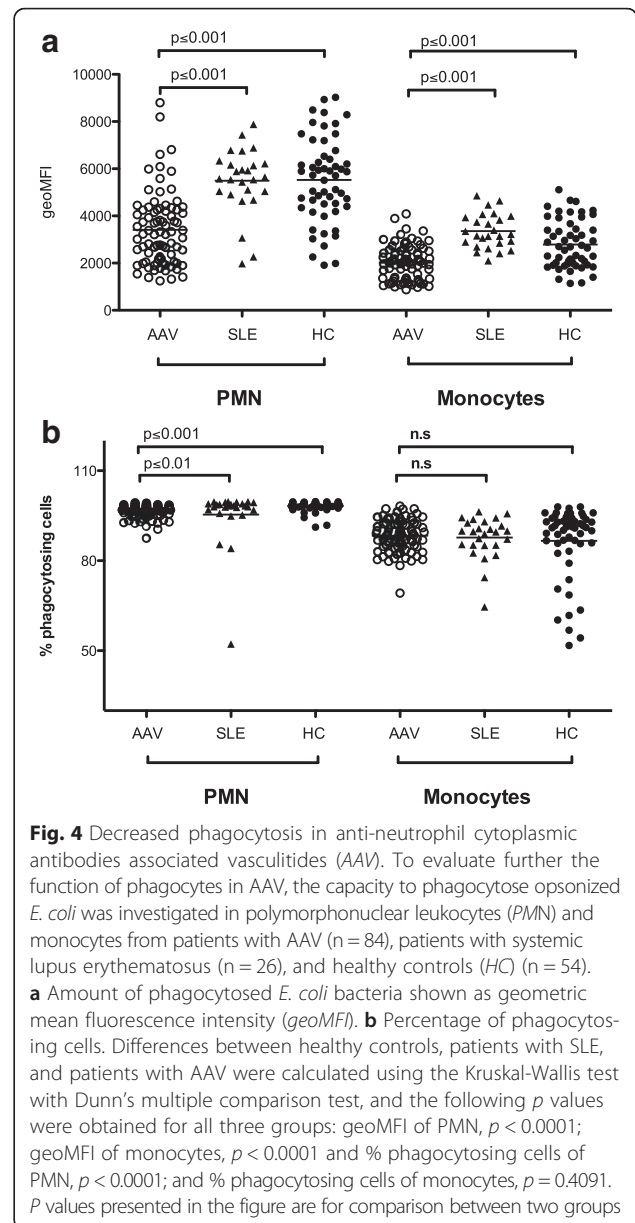 a
p≤0.001 p≤0.001
p≤0.001 p≤0.001
10000
8000
6000
4000
2000
0
geoMFI
AAV SLE HC AAV SLE HC
PMN Monocytes
b
p≤0.001 n.s
p≤0.01 n.s
110
80
50
% phagocytosing cells
AAV SLE HC AAV SLE HC
PMN Monocytes
Fig. 4 Decreased phagocytosis in anti-neutrophil cytoplasmic
antibodies associated vasculitides (AAV). To evaluate further the
function of phagocytes in AAV, the capacity to phagocytose opsonized
E. coli was investigated in polymorphonuclear leukocytes (PMN) and
monocytes from patients with AAV (n = 84), patients with systemic
lupus erythematosus (n = 26), and healthy controls (HC) (n = 54).
a Amount of phagocytosed E. coli bacteria shown as geometric
mean fluorescence intensity (geoMFI). b Percentage of phagocytos-
ing cells. Differences between healthy controls, patients with SLE,
and patients with AAV were calculated using the Kruskal-Wallis test
with Dunn's multiple comparison test, and the following p values
were obtained for all three groups: geoMFI of PMN, p < 0.0001;
geoMFI of monocytes, p < 0.0001 and % phagocytosing cells of
PMN, p < 0.0001; and % phagocytosing cells of monocytes, p = 0.4091.
P values presented in the figure are for comparison between two groups